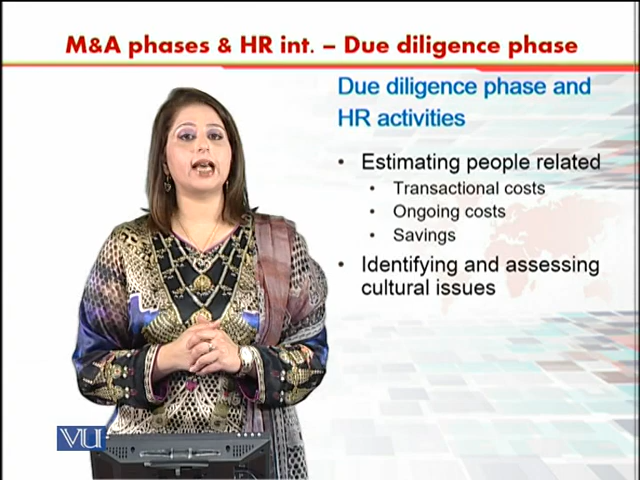 M&A phases & HR int. – Due diligence phase
Due diligence phase and
HR activities
• Estimating people related
• Transactional costs
• Ongoing costs
• Savings
• Identifying and assessing
cultural issues
VU